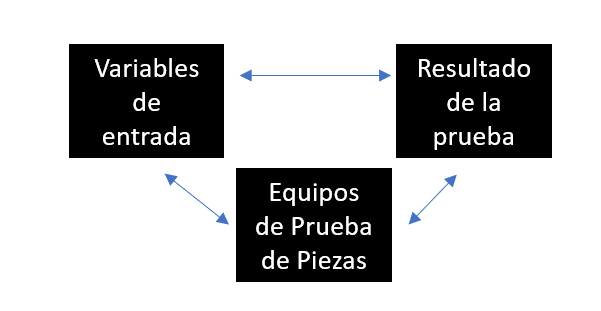 Variables
de
entrada
Resultado
de la
prueba
Equipos
de Prueba
de Piezas